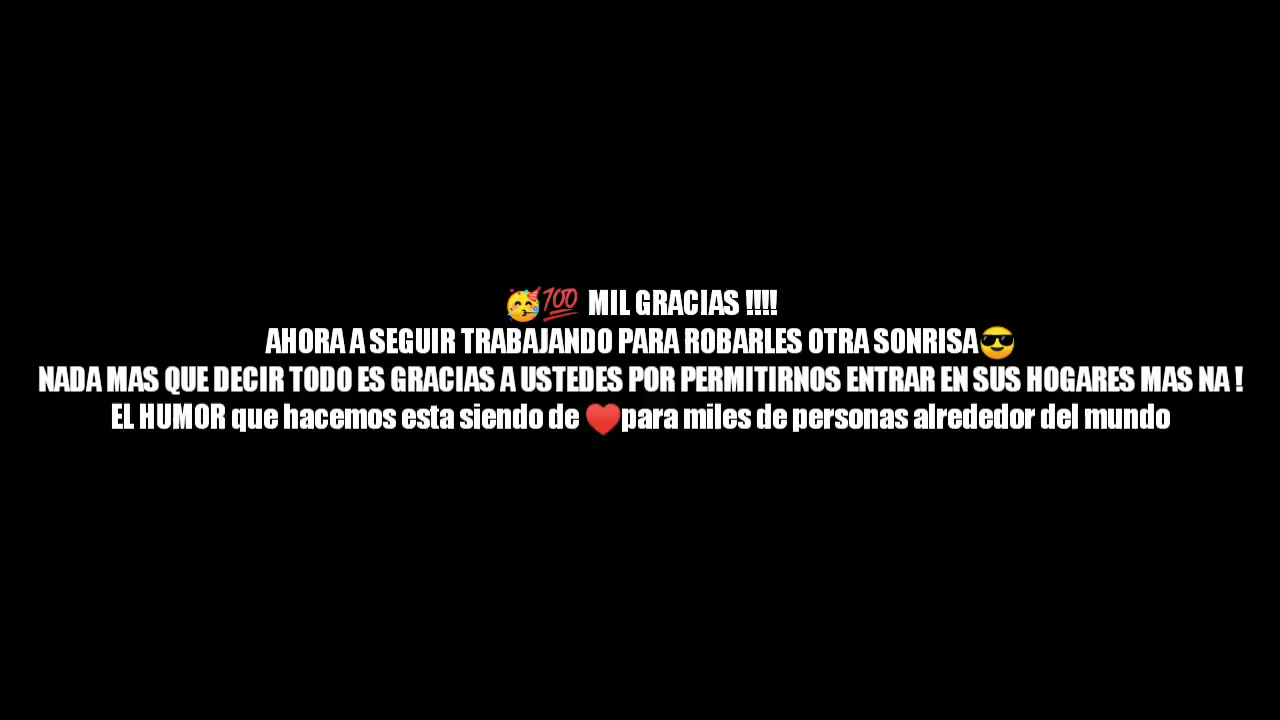 🥳💯 MIL GRACIAS !!!!
AHORA A SEGUIR TRABAJANDO PARA ROBARLES OTRA SONRISA😎
NADA MAS QUE DECIR TODO ES GRACIAS A USTEDES POR PERMITIRNOS ENTRAR EN SUS HOGARES MAS NA !
EL HUMOR que hacemos esta siendo de ♥️para miles de personas alrededor del mundo